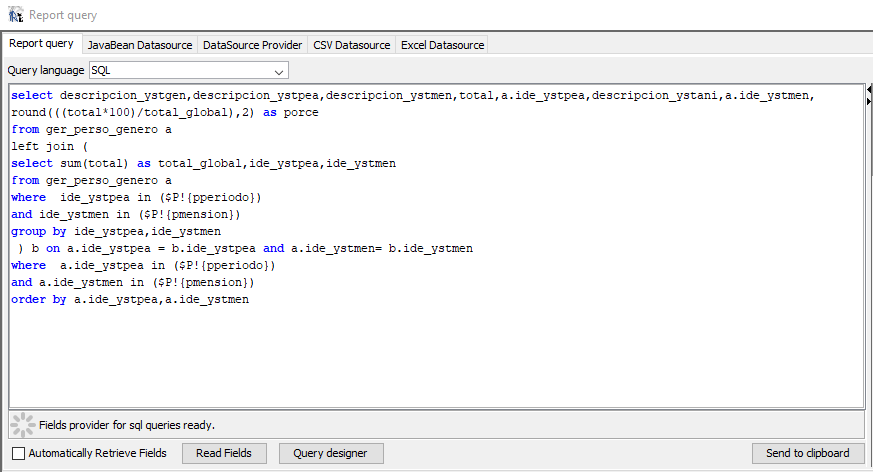 Report query
Report query JavaBean Datasource DataSource Provider CSV Datasource Excel Datasource
Query language SQL
select descripcion_ystgen,descripcion_ystpea,descripcion_ystmen,total,a.ide_ystpea,descripcion_ystani,a.ide_ystmen,
round(((total*100)/total_global),2) as porce
from ger_perso_genero a
left join (
select sum(total) as total_global,ide_ystpea,ide_ystmen
from ger_perso_genero a
where  ide_ystpea in ($P!{pperiodo})
and ide_ystmen in ($P!{pmension})
group by ide_ystpea,ide_ystmen
 ) b on a.ide_ystpea = b.ide_ystpea and a.ide_ystmen= b.ide_ystmen
where  a.ide_ystpea in ($P!{pperiodo})
and a.ide_ystmen in ($P!{pmension})
order by a.ide_ystpea,a.ide_ystmen
Fields provider for sql queries ready.
Automatically Retrieve Fields Read Fields Query designer Send to clipboard